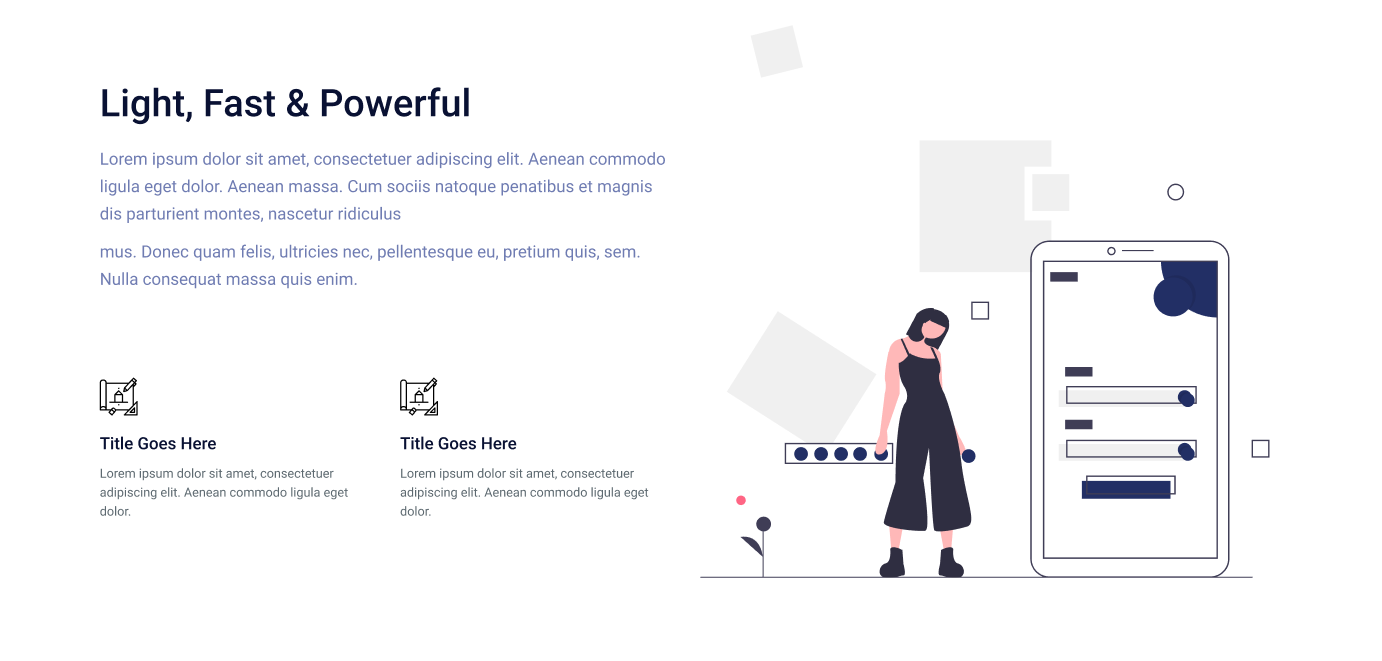 Light, Fast & Powerful
Lorem ipsum dolor sit amet, consectetuer adipiscing elit. Aenean commodo
ligula eget dolor. Aenean massa. Cum sociis natoque penatibus et magnis
dis parturient montes, nascetur ridiculus
mus. Donec quam felis, ultricies nec, pellentesque eu, pretium quis, sem.
Nulla consequat massa quis enim.
Title Goes Here
Lorem ipsum dolor sit amet, consectetuer
adipiscing elit. Aenean commodo ligula eget
dolor.
Title Goes Here
Lorem ipsum dolor sit amet, consectetuer
adipiscing elit. Aenean commodo ligula eget
dolor.